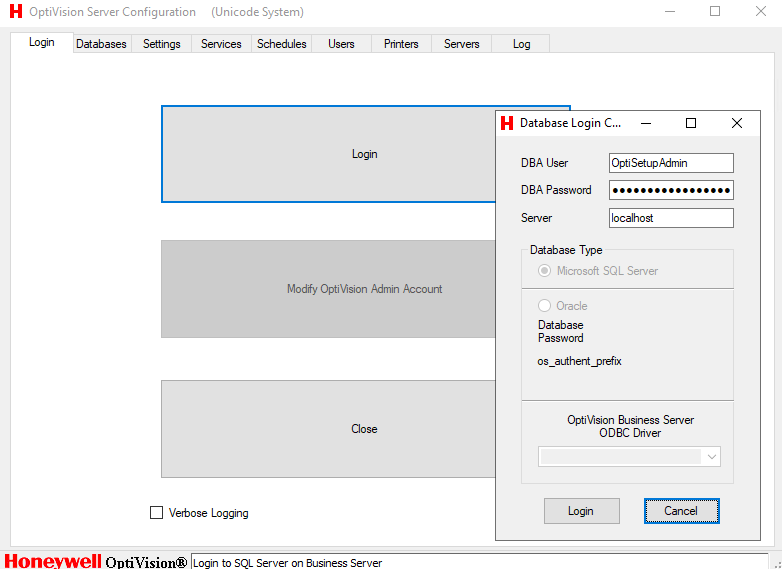 OptiVision Server Configuration (Unicode System)
Login Databases Settings Services Schedules Users Printers Servers Log
Login
Modify OptiVision Admin Account
Close
Verbose Logging
Database Login C...
DBA User OptiSetupAdmin
DBA Password ●●●●●●●●●●●●●●●●●
Server localhost
Database Type
Microsoft SQL Server
Oracle
Database
Password
os_authent_prefix
OptiVision Business Server
ODBC Driver
Login Cancel
Honeywell OptiVision® Login to SQL Server on Business Server